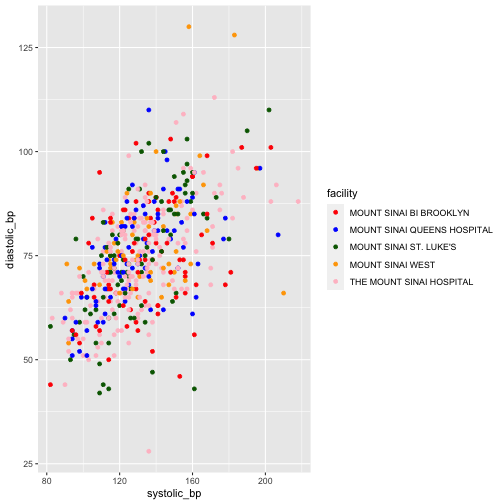 125
100
75
50
25
diastolic_bp
80
120
160
200
systolic_bp
facility
MOUNT SINAI BI BROOKLYN
MOUNT SINAI QUEENS HOSPITAL
MOUNT SINAI ST. LUKE'S
MOUNT SINAI WEST
THE MOUNT SINAI HOSPITAL